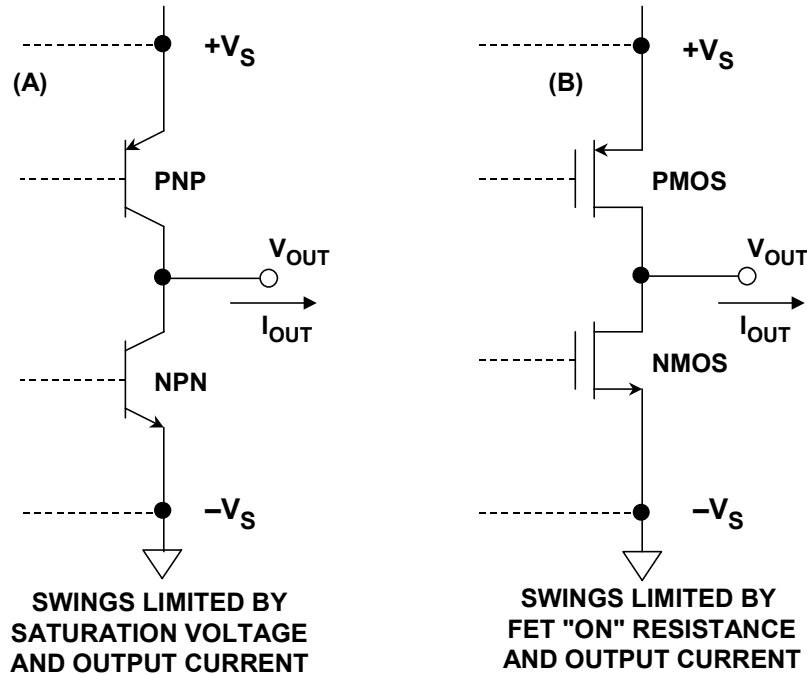 +VS
(A)
PNP
VOUT
IOUT
NPN
–VS
SWINGS LIMITED BY
SATURATION VOLTAGE
AND OUTPUT CURRENT
+VS
(B)
PMOS
VOUT
IOUT
NMOS
–VS
SWINGS LIMITED BY
FET "ON" RESISTANCE
AND OUTPUT CURRENT